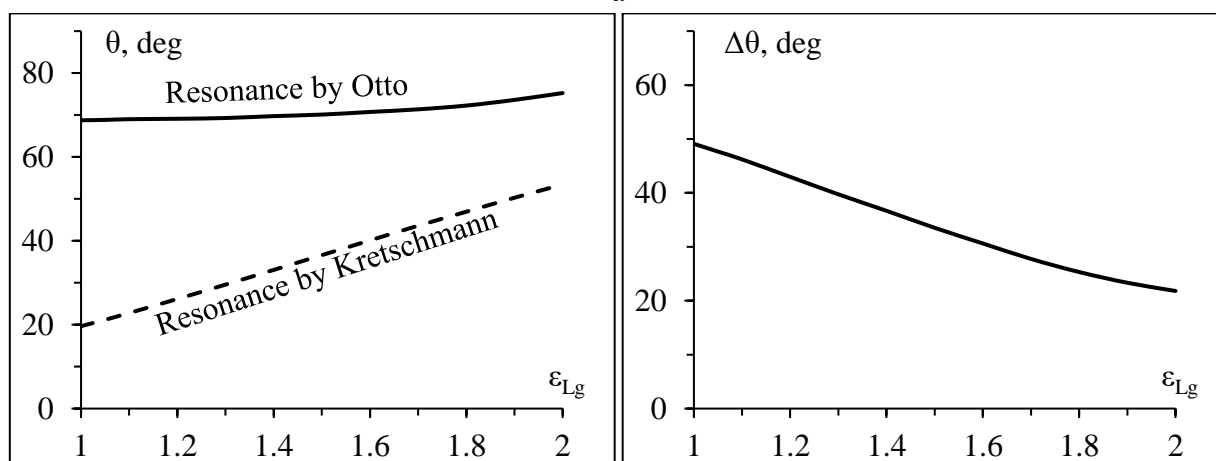 θ, deg
80
60
40
20
0
Resonance by Otto
Resonance by Kretschmann
ε_Lg
1 1.2 1.4 1.6 1.8 2
Δθ, deg
60
40
20
0
ε_Lg
1 1.2 1.4 1.6 1.8 2